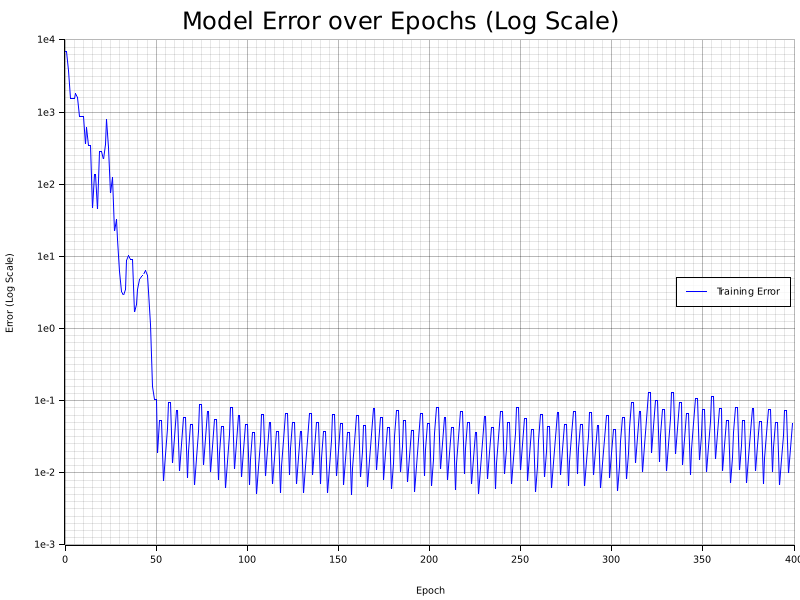 Model Error over Epochs (Log Scale)
1e4
1e3
1e2
1e1
1e0
1e-1
1e-2
1e-3
Error (Log Scale)
Training Error
0 50 100 150 200 250 300 350 400
Epoch